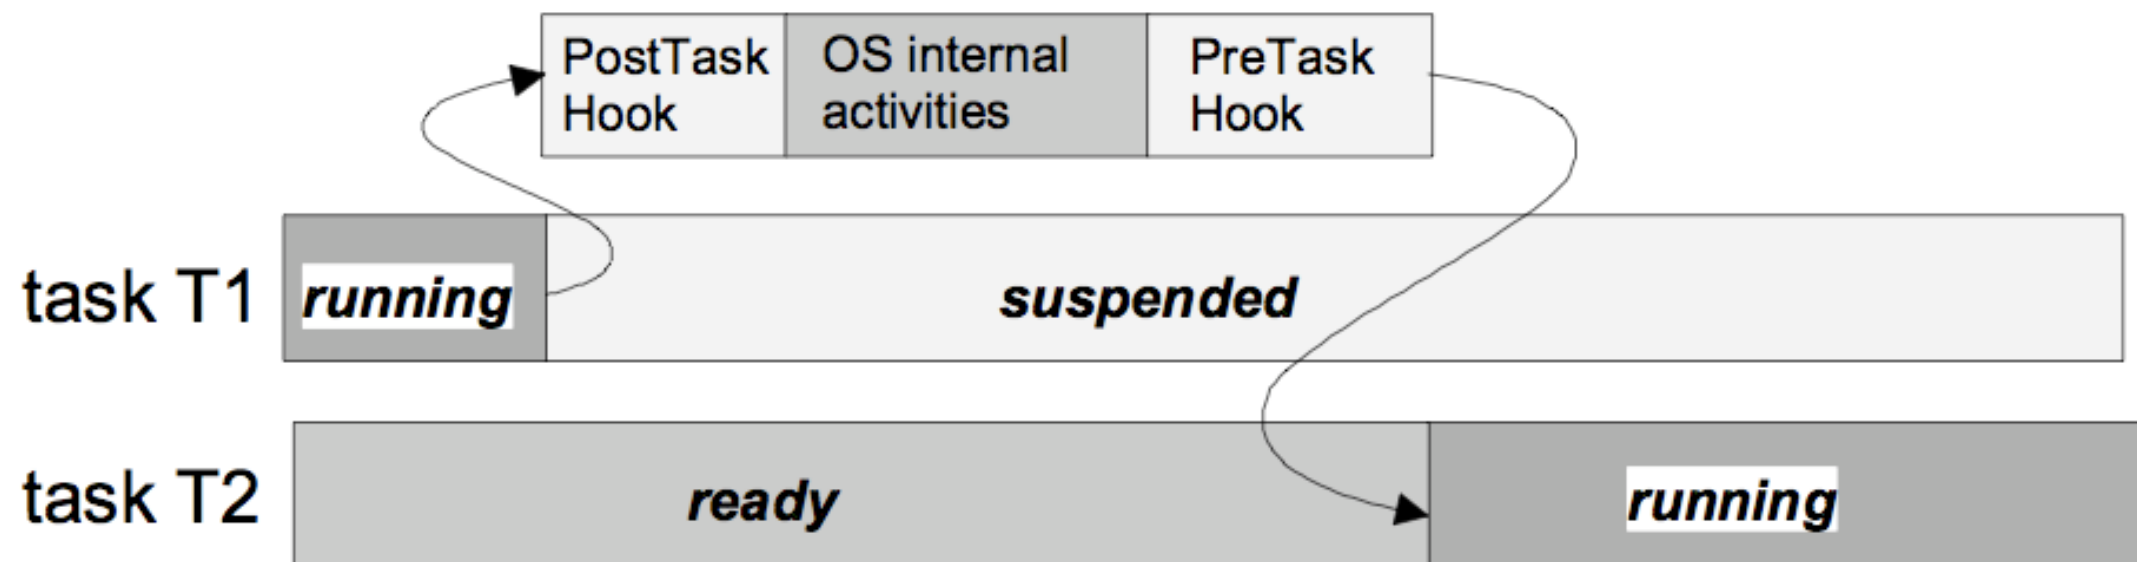 PostTask
Hook
OS internal
activities
PreTask
Hook
task T1
running
suspended
task T2
ready
running